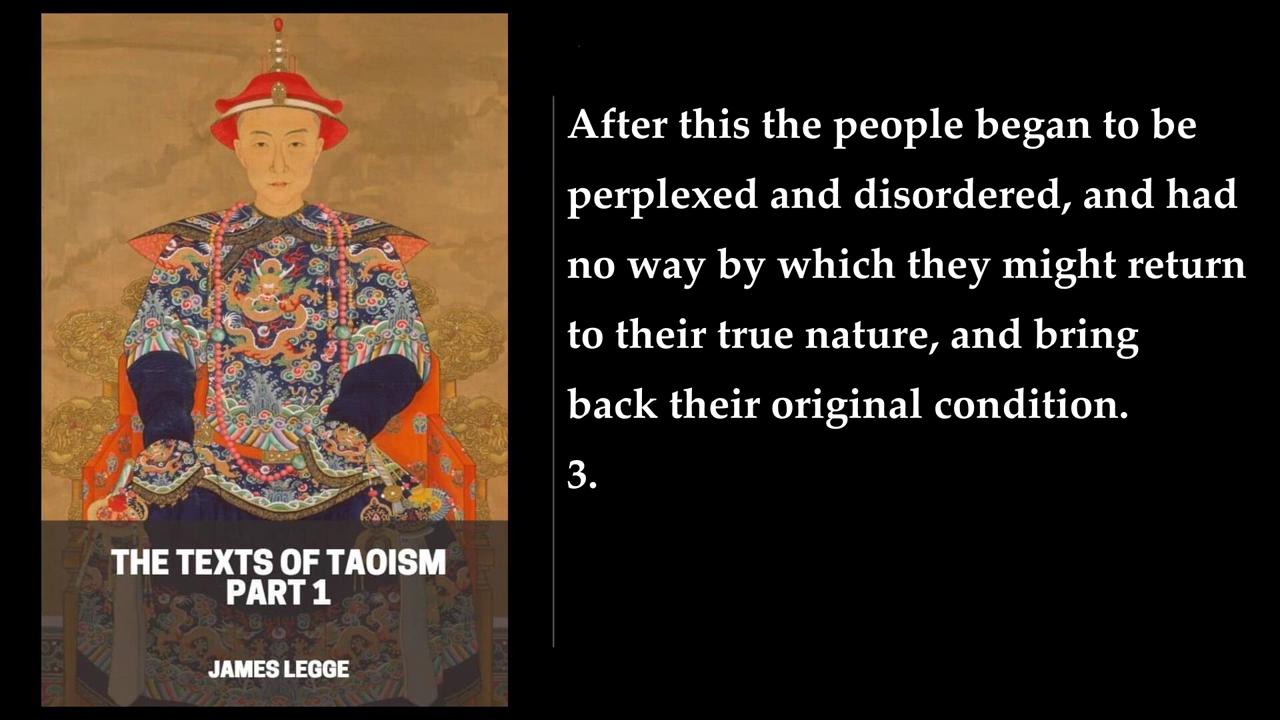 THE TEXTS OF TAOISM
PART 1
JAMES LEGGE
After this the people began to be
perplexed and disordered, and had
no way by which they might return
to their true nature, and bring
back their original condition.
3.